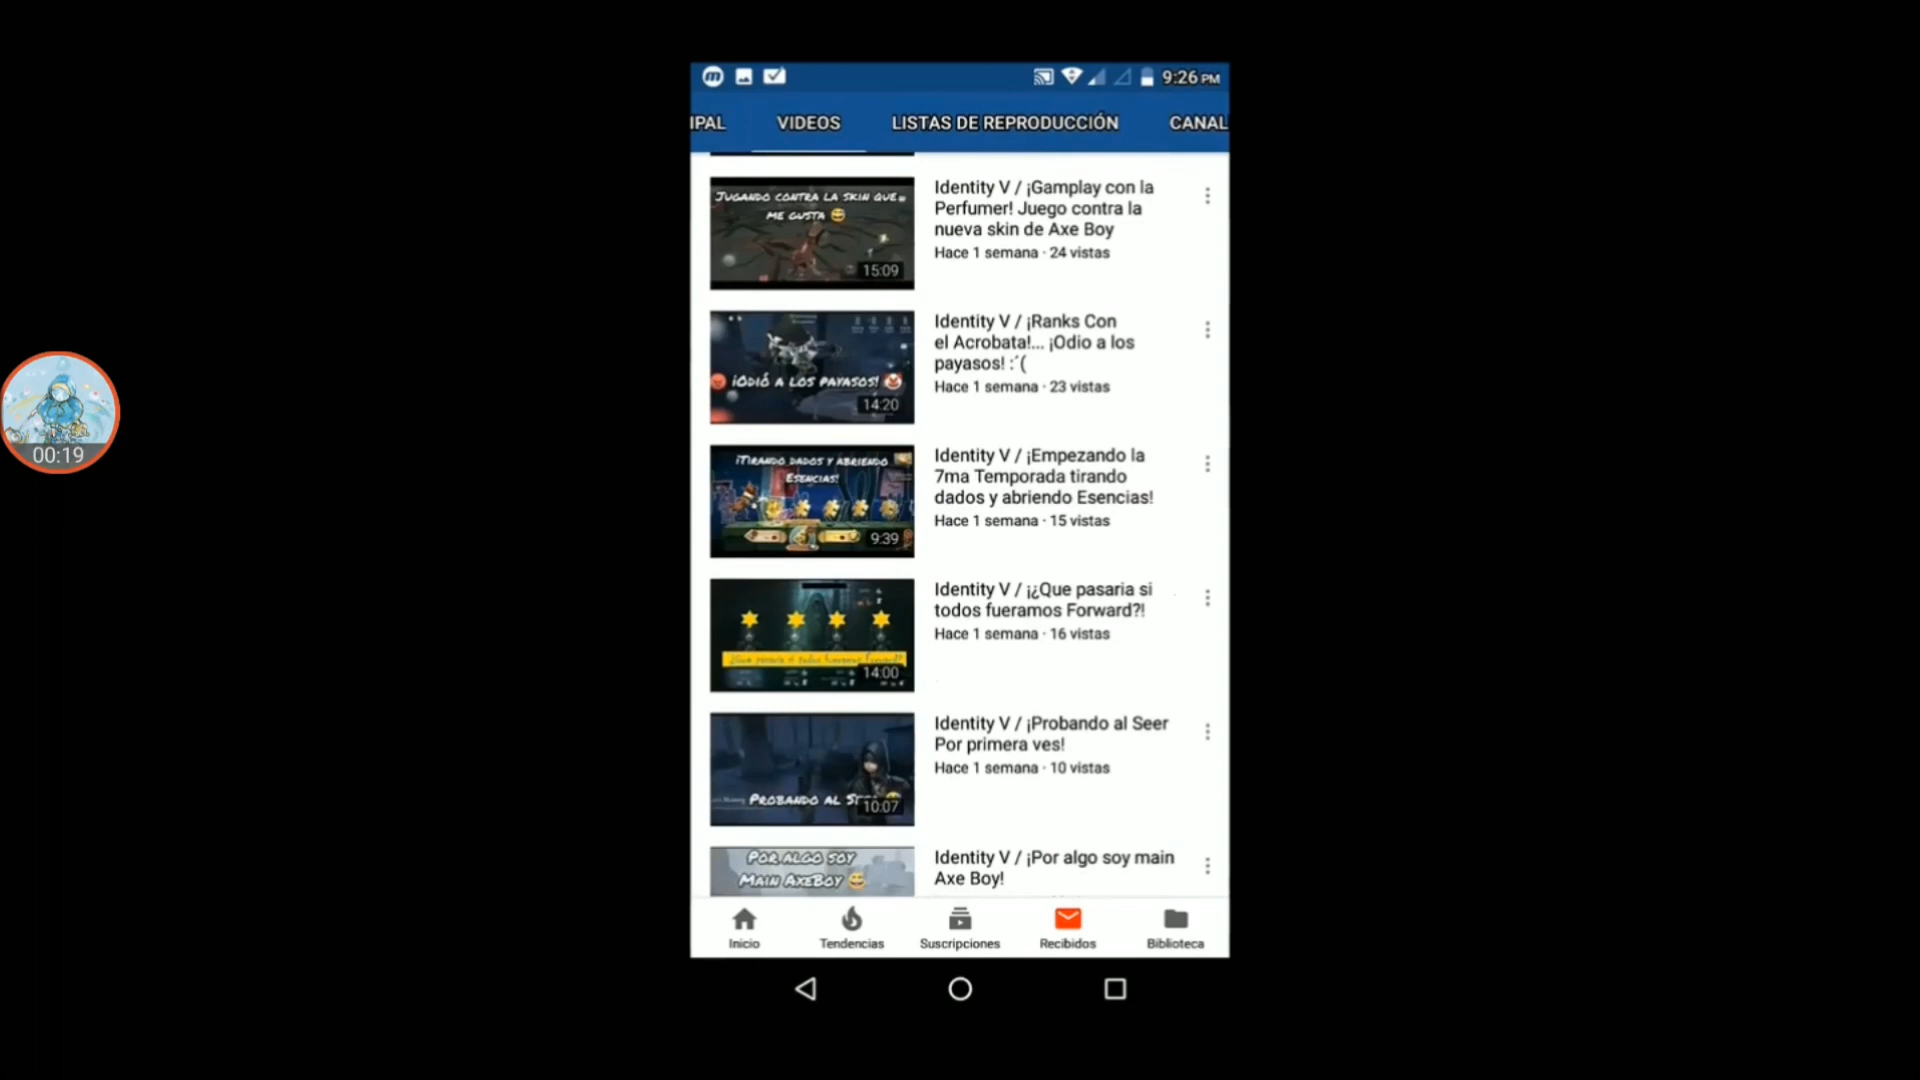 9:26 PM
IPAL
VIDEOS
LISTAS DE REPRODUCCIÓN
CANAL
JUGANDO CONTRA LA SKIN QUE
ME GUSTA
15:09
Identity V / ¡Gamplay con la
Perfumer! Juego contra la
nueva skin de Axe Boy
Hace 1 semana · 24 vistas
¡ODIÓ A LOS PAYASOS!
14:20
Identity V / ¡Ranks Con
el Acrobata!... ¡Odio a los
payasos! :´(
Hace 1 semana · 23 vistas
¡TIRANDO DADOS Y ABRIENDO
ESENCIAS!
9:39
Identity V / ¡Empezando la
7ma Temporada tirando
dados y abriendo Esencias!
Hace 1 semana · 15 vistas
14:00
Identity V / ¡¿Que pasaria si
todos fueramos Forward?!
Hace 1 semana · 16 vistas
PROBANDO AL
10:07
Identity V / ¡Probando al Seer
Por primera ves!
Hace 1 semana · 10 vistas
POR ALGO SOY
MAIN AXEBOY
Identity V / ¡Por algo soy main
Axe Boy!
00:19
Inicio
Tendencias
Suscripciones
Recibidos
Biblioteca